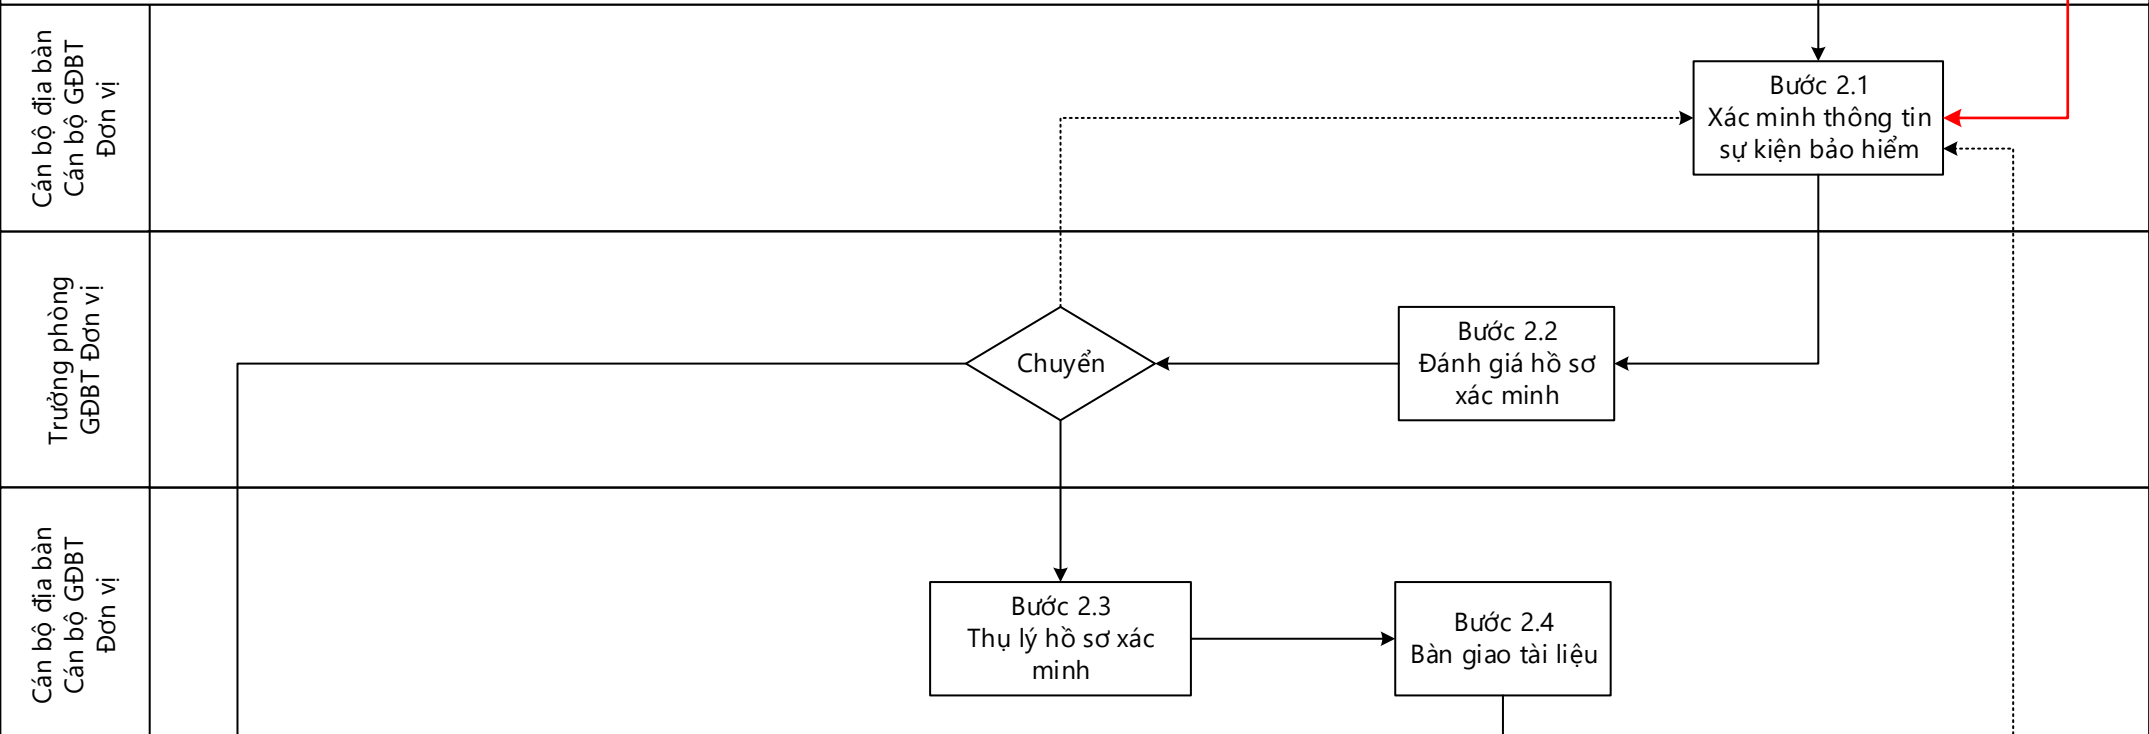 Cán bộ địa bàn
Cán bộ GĐBT
Đơn vị
Bước 2.1
Xác minh thông tin
sự kiện bảo hiểm
Trưởng phòng
GĐBT Đơn vị
Chuyển
Bước 2.2
Đánh giá hồ sơ
xác minh
Cán bộ địa bàn
Cán bộ GĐBT
Đơn vị
Bước 2.3
Thụ lý hồ sơ xác
minh
Bước 2.4
Bàn giao tài liệu